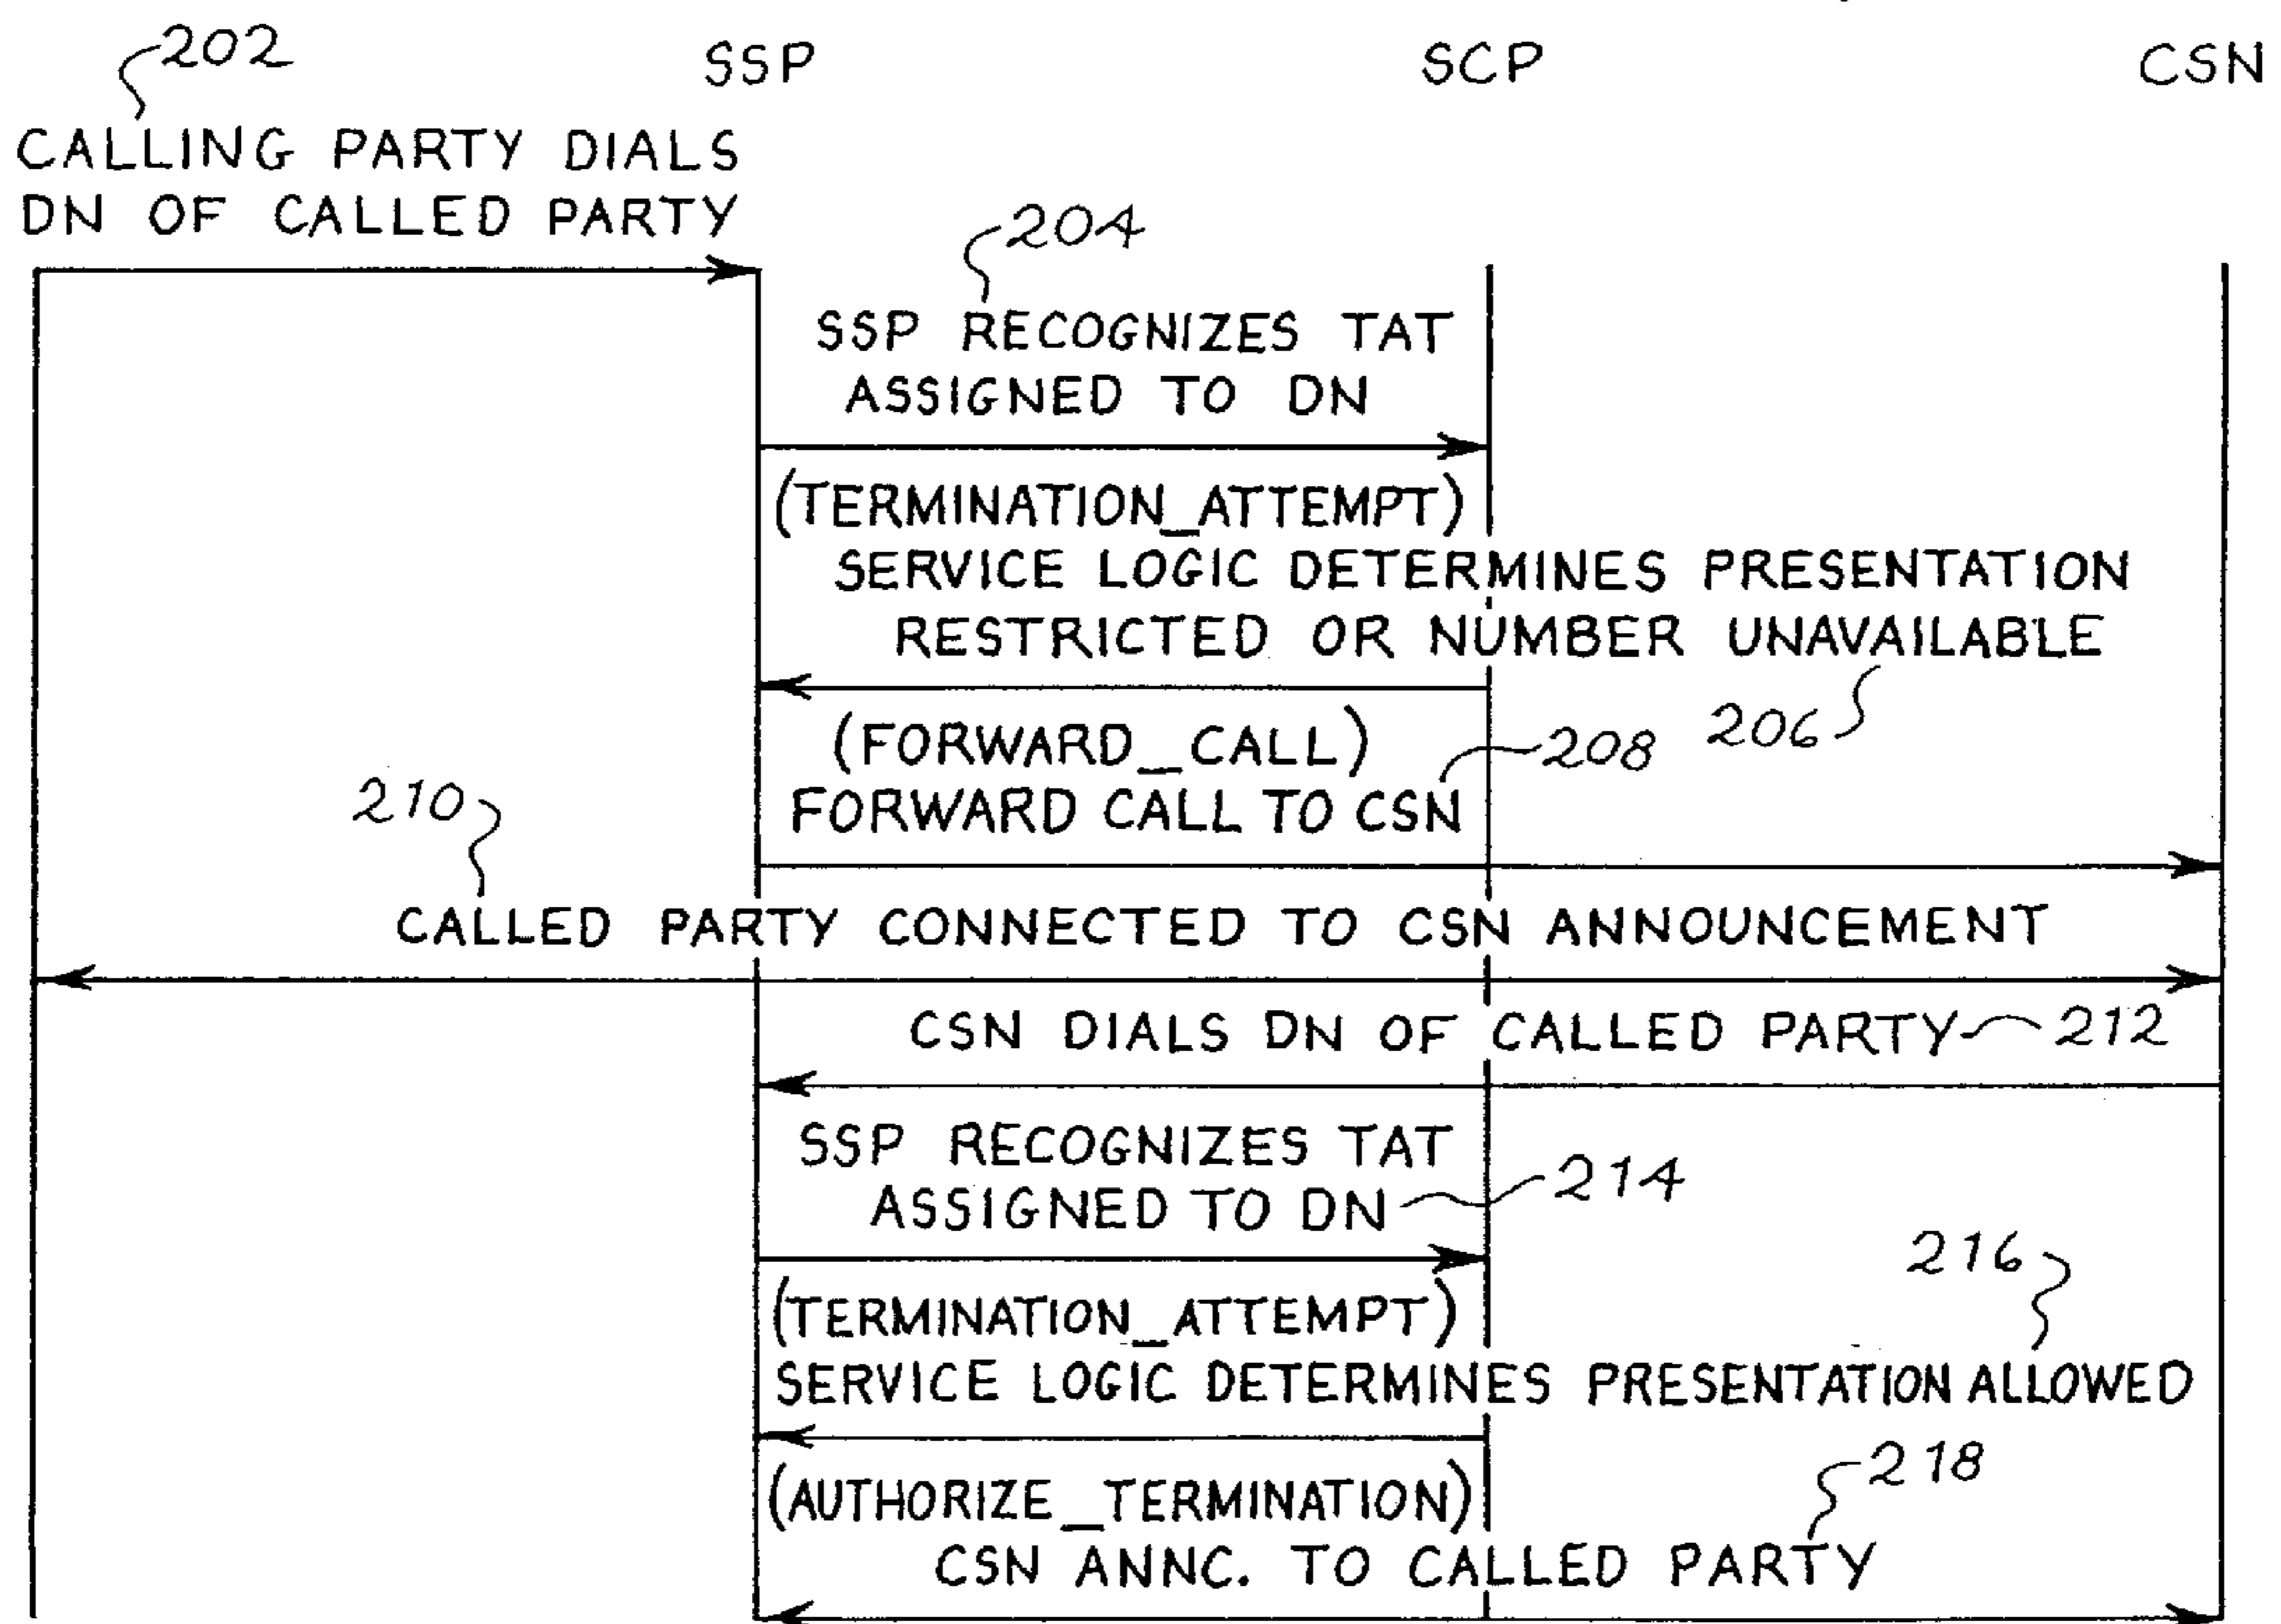 202
SSP
SCP
CSN
CALLING PARTY DIALS
DN OF CALLED PARTY
204
SSP RECOGNIZES TAT
ASSIGNED TO DN
(TERMINATION_ATTEMPT)
SERVICE LOGIC DETERMINES PRESENTATION
RESTRICTED OR NUMBER UNAVAILABLE
206
(FORWARD_CALL)
208
FORWARD CALL TO CSN
210
CALLED PARTY CONNECTED TO CSN ANNOUNCEMENT
CSN DIALS DN OF CALLED PARTY
212
SSP RECOGNIZES TAT
ASSIGNED TO DN
214
216
(TERMINATION_ATTEMPT)
SERVICE LOGIC DETERMINES PRESENTATION ALLOWED
218
(AUTHORIZE_TERMINATION)
CSN ANNC. TO CALLED PARTY